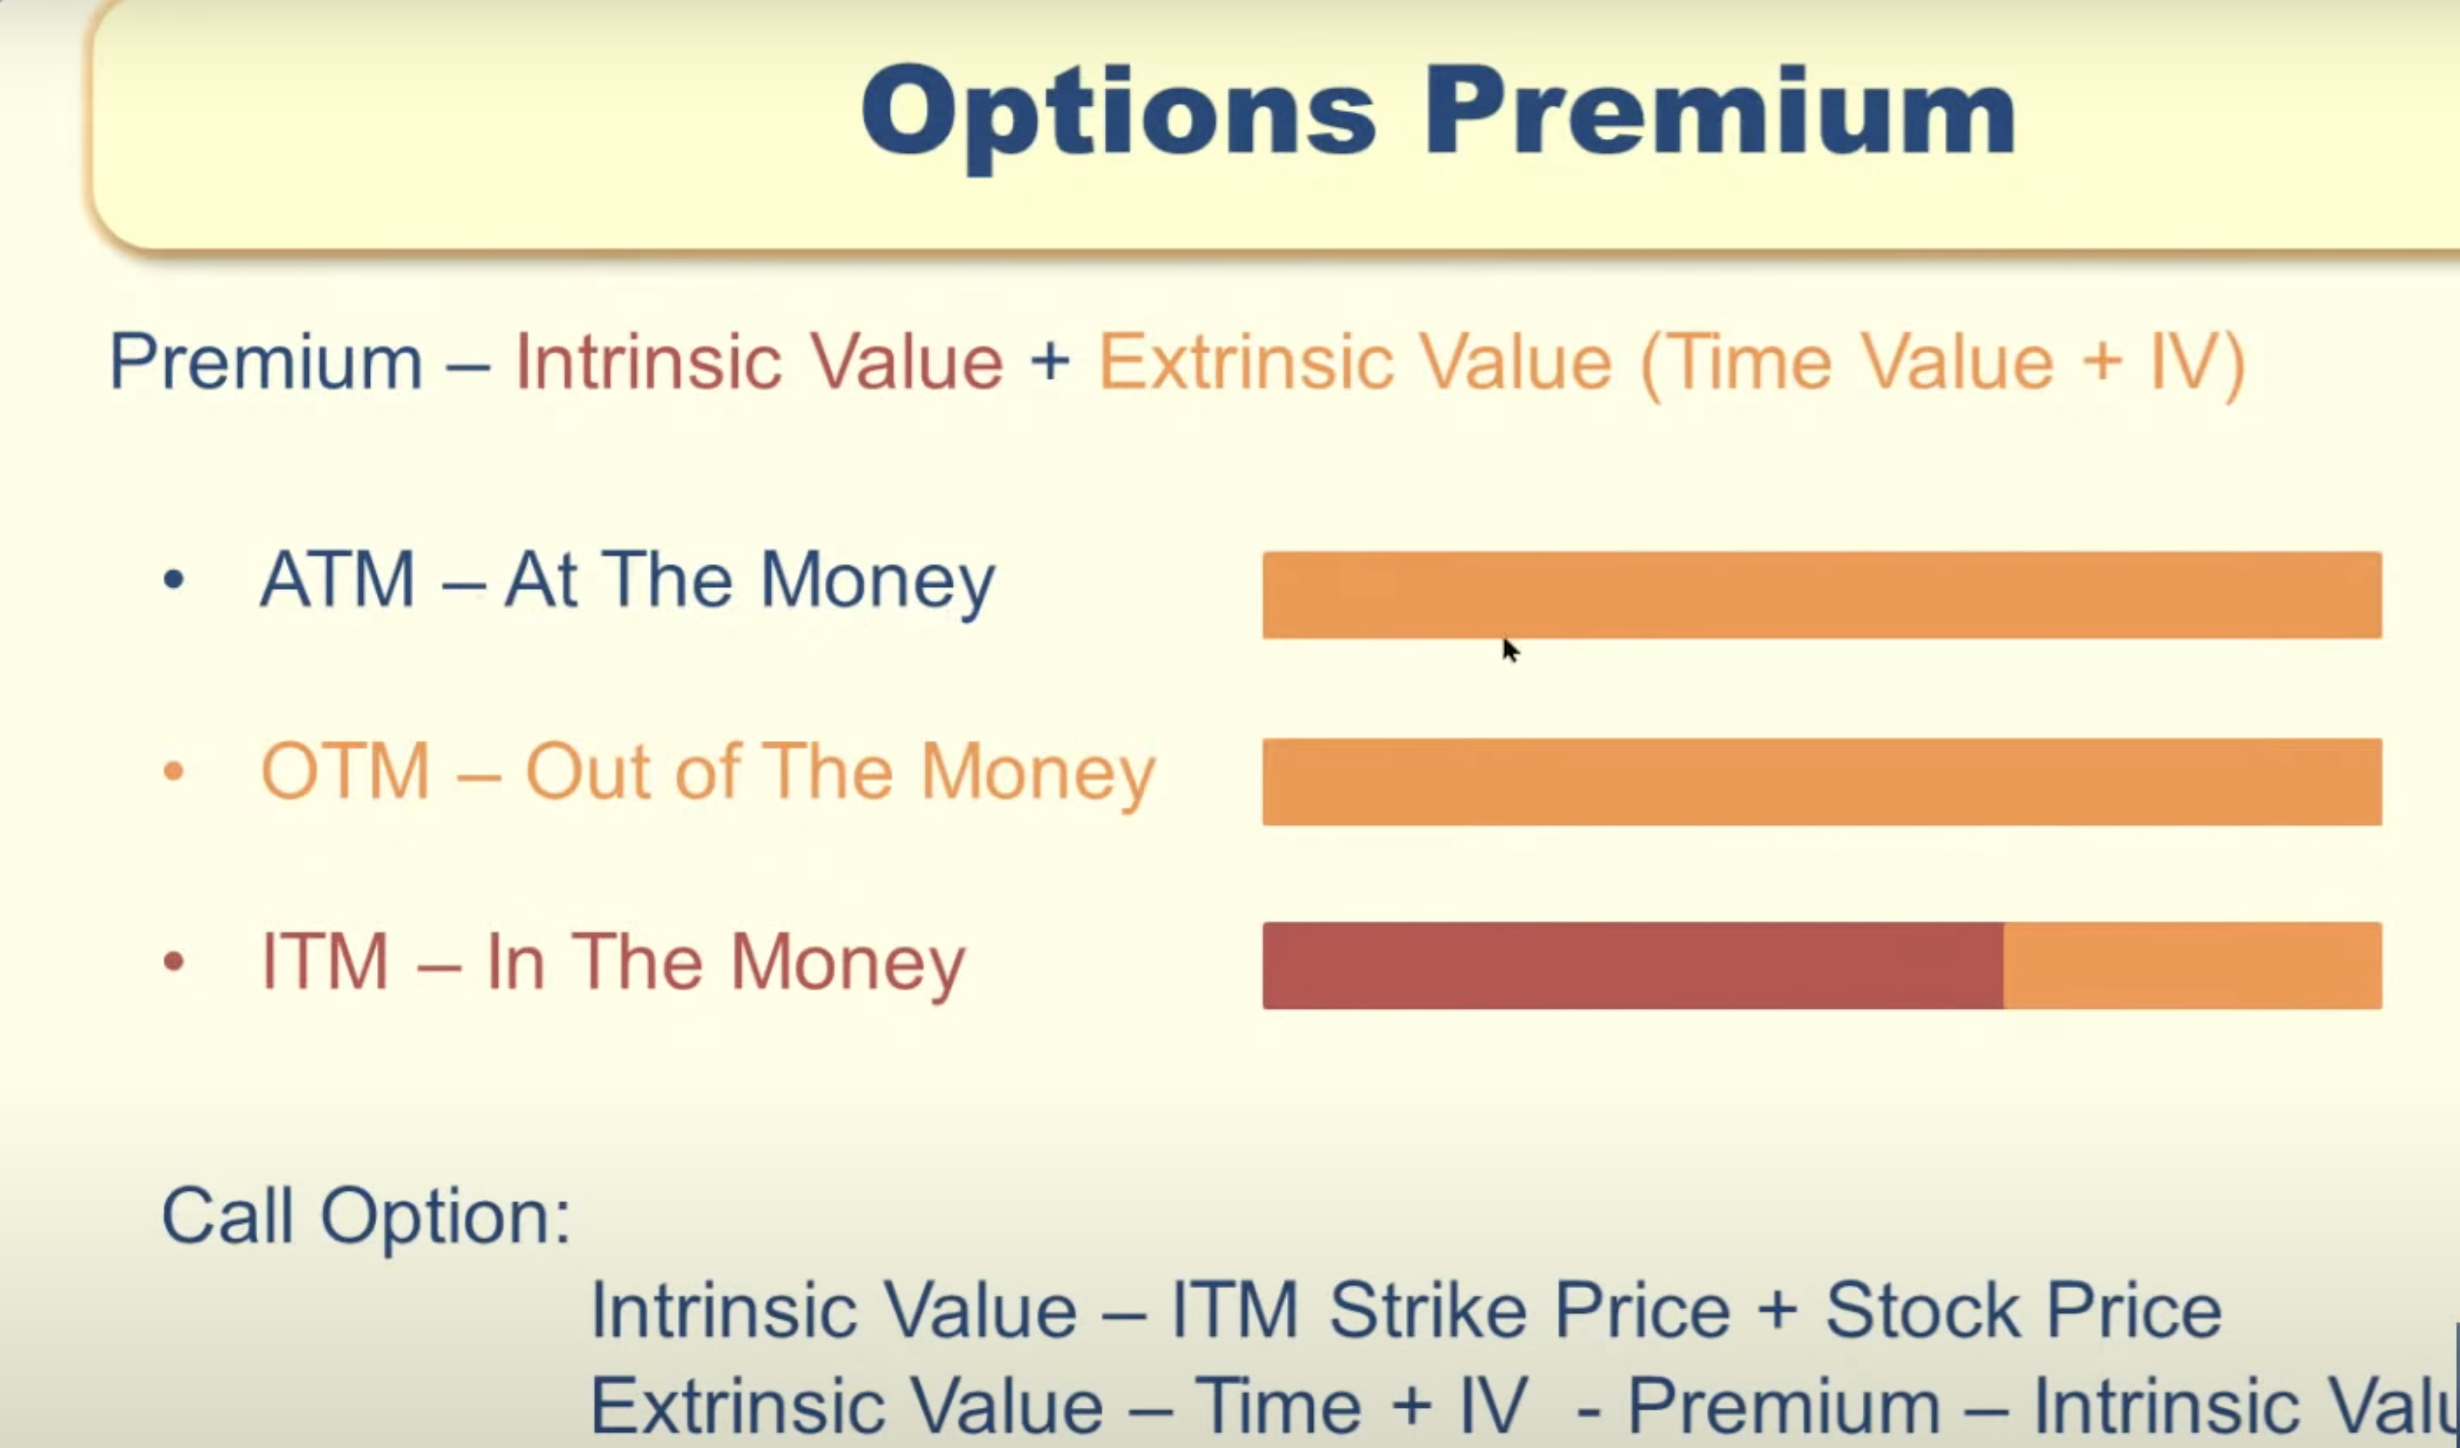 Options Premium
Premium – Intrinsic Value + Extrinsic Value (Time Value + IV)
• ATM – At The Money
• OTM – Out of The Money
• ITM – In The Money
Call Option:
Intrinsic Value – ITM Strike Price + Stock Price
Extrinsic Value – Time + IV - Premium – Intrinsic Valu